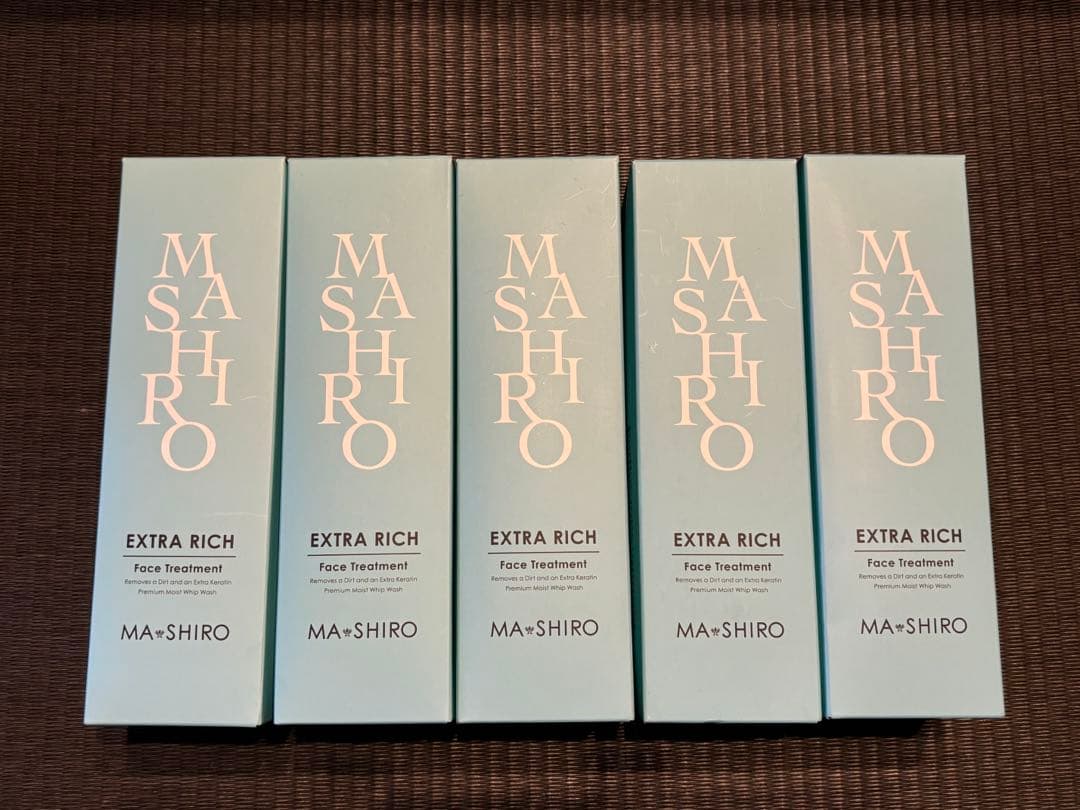 MASHIRO
EXTRA RICH
Face Treatment
Removes a Dirt and an Extra Keratin
Premium Moist Whip Wash
MA SHIRO
MASHIRO
EXTRA RICH
Face Treatment
Removes a Dirt and an Extra Keratin
Premium Moist Whip Wash
MA SHIRO
MASHIRO
EXTRA RICH
Face Treatment
Removes a Dirt and an Extra Keratin
Premium Moist Whip Wash
MA SHIRO
MASHIRO
EXTRA RICH
Face Treatment
Removes a Dirt and an Extra Keratin
Premium Moist Whip Wash
MA SHIRO
MASHIRO
EXTRA RICH
Face Treatment
Removes a Dirt and an Extra Keratin
Premium Moist Whip Wash
MA SHIRO